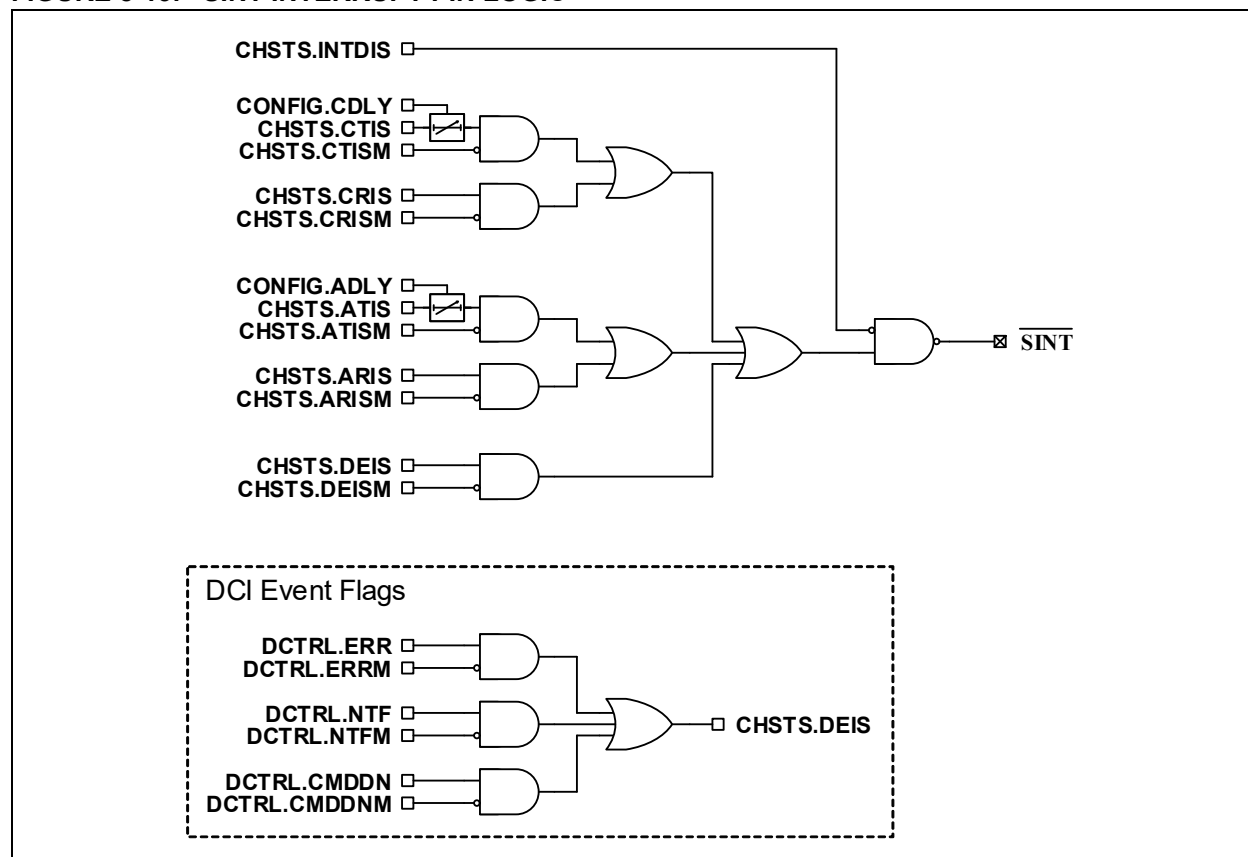 CHSTS.INTDIS
CONFIG.CDLY
CHSTS.CTIS
CHSTS.CTISM
CHSTS.CRIS
CHSTS.CRISM
CONFIG.ADLY
CHSTS.ATIS
CHSTS.ATISM
SINT
CHSTS.ARIS
CHSTS.ARISM
CHSTS.DEIS
CHSTS.DEISM
DCI Event Flags
DCTRL.ERR
DCTRL.ERRM
DCTRL.NTF
DCTRL.NTFM
CHSTS.DEIS
DCTRL.CMDDN
DCTRL.CMDDNM